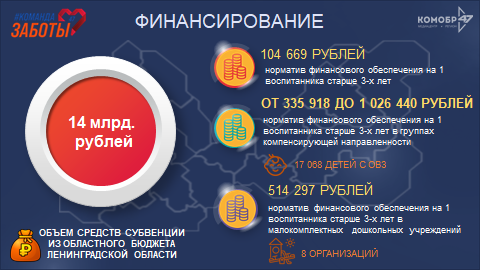 ЗАБОТЫ
ФИНАНСИРОВАНИЕ
КОМОБР 47
14 млрд.
рублей
104 669 РУБЛЕЙ
норматив финансового обеспечения на 1
воспитанника старше 3-х лет
ОТ 335 918 ДО 1 026 440 РУБЛЕЙ
норматив финансового обеспечения на 1
воспитанника старше 3-х лет в группах
компенсирующей направленности
17 068 ДЕТЕЙ С ОВЗ
514 297 РУБЛЕЙ
норматив финансового обеспечения на 1
воспитанника старше 3-х лет в
малокомплектных дошкольных учреждений
8 ОРГАНИЗАЦИЙ
ОБЪЕМ СРЕДСТВ СУБВЕНЦИИ
ИЗ ОБЛАСТНОГО БЮДЖЕТА
ЛЕНИНГРАДСКОЙ ОБЛАСТИ